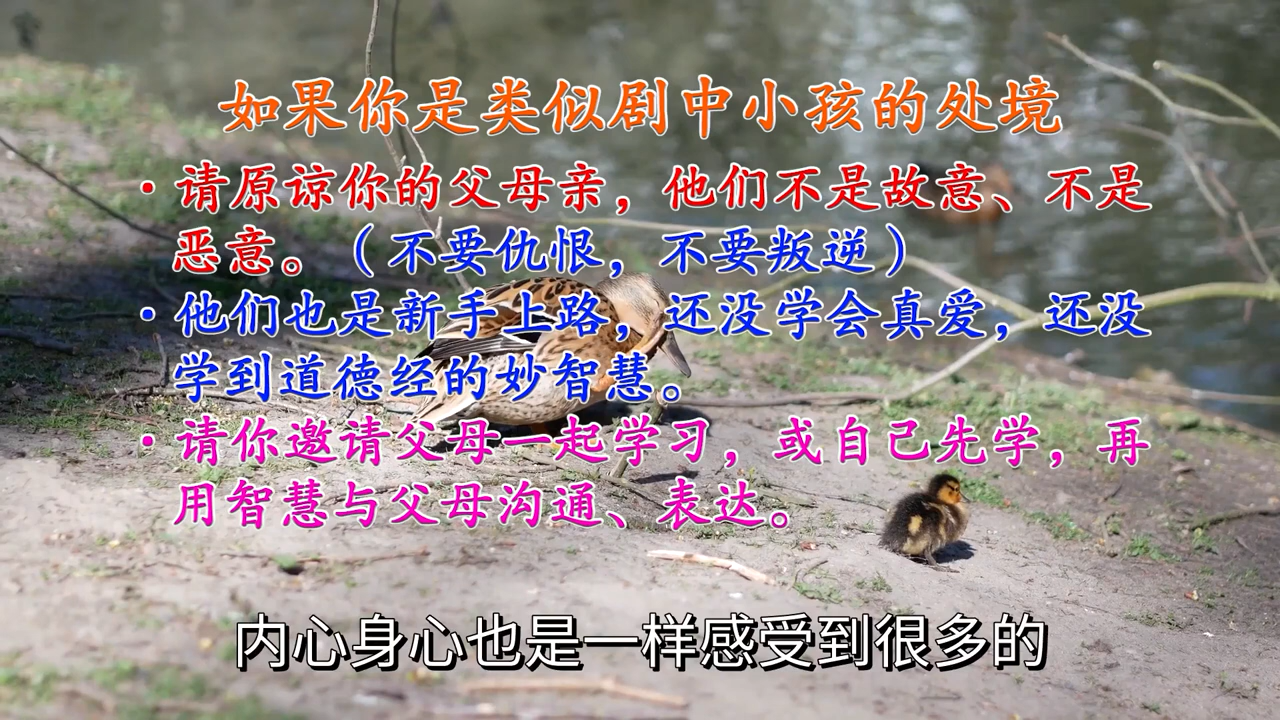 如果你是类似剧中小孩的处境
·请原谅你的父母亲，他们不是故意、不是
恶意。（不要仇恨，不要叛逆）
·他们也是新手上路，还没学会真爱，还没
学到道德经的妙智慧。
·请你邀请父母一起学习，或自己先学，再
用智慧与父母沟通、表达。
内心身心也是一样感受到很多的